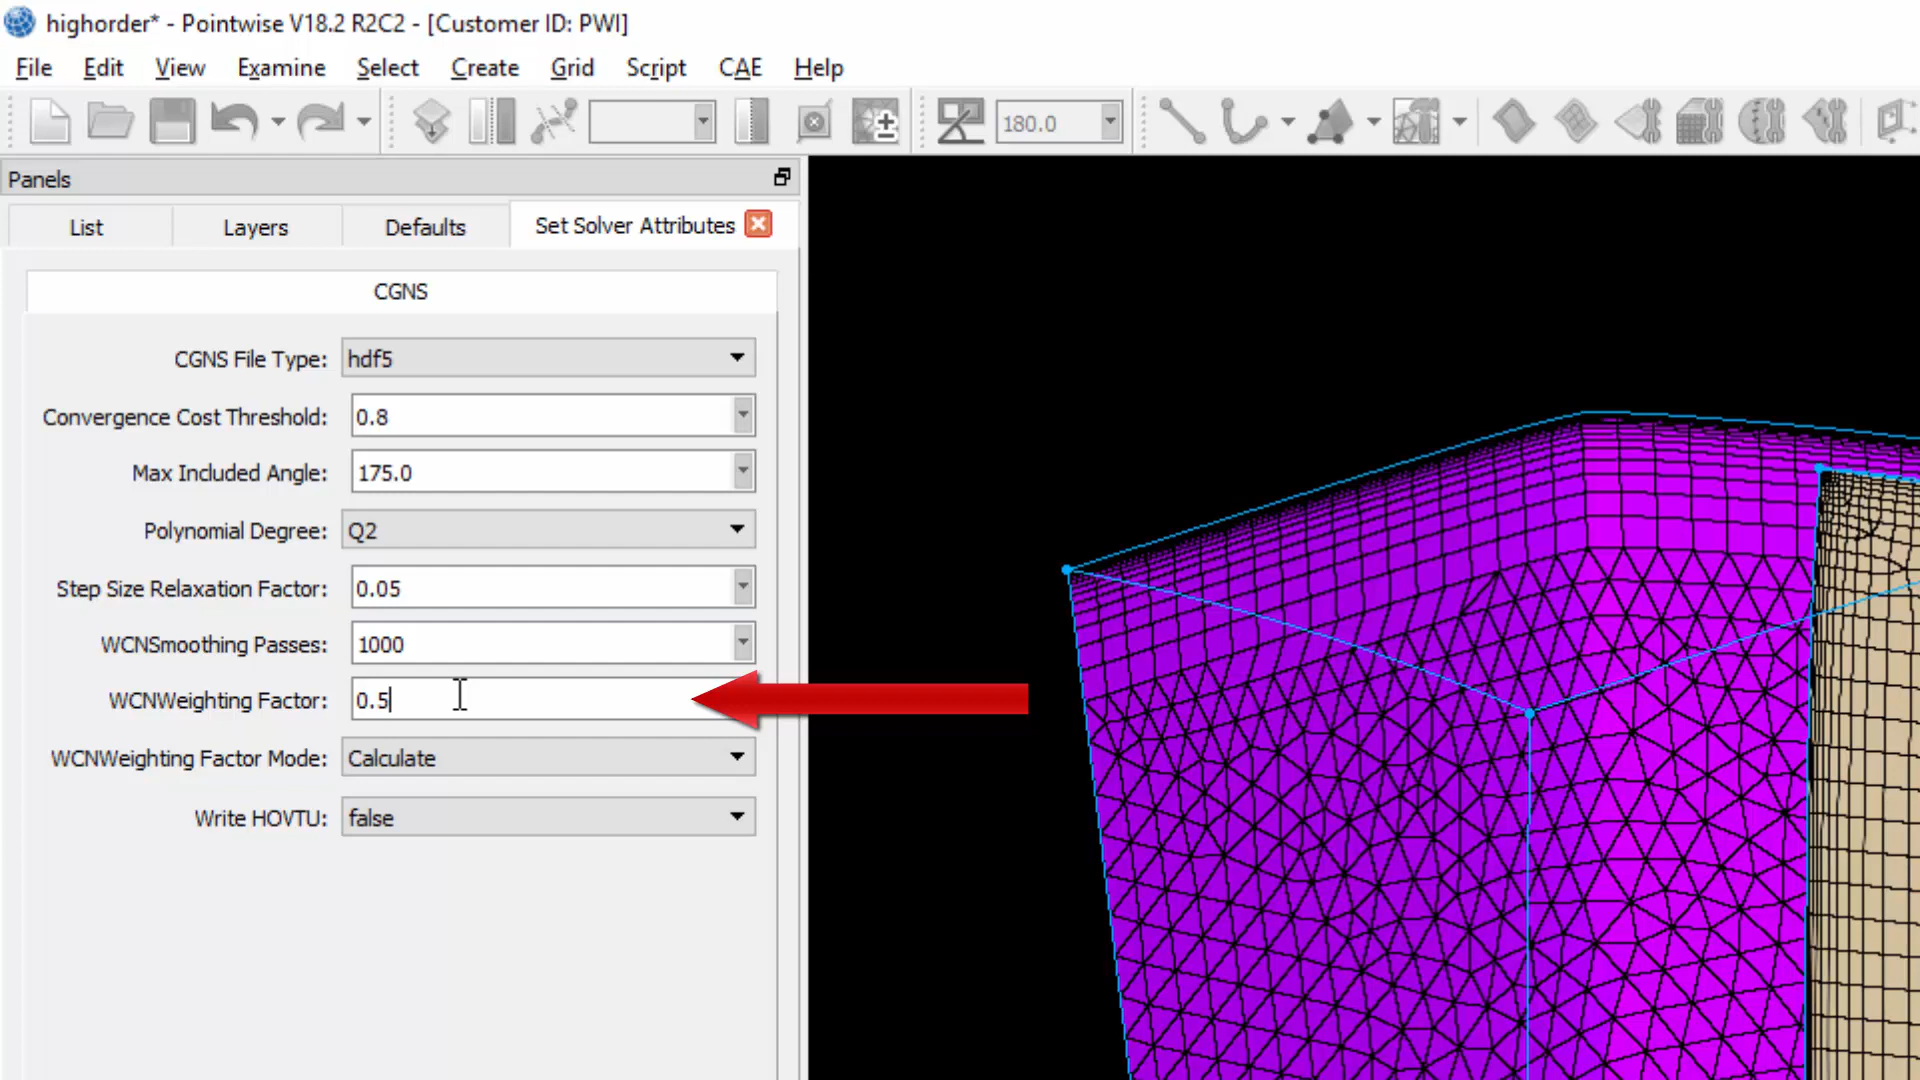 highorder* - Pointwise V18.2 R2C2 - [Customer ID: PWI]
File Edit View Examine Select Create Grid Script CAE Help
180.0
Panels
List Layers Defaults Set Solver Attributes
CGNS
CGNS File Type: hdf5
Convergence Cost Threshold: 0.8
Max Included Angle: 175.0
Polynomial Degree: Q2
Step Size Relaxation Factor: 0.05
WCNSmoothing Passes: 1000
WCNWeighting Factor: 0.5
WCNWeighting Factor Mode: Calculate
Write HOVTU: false